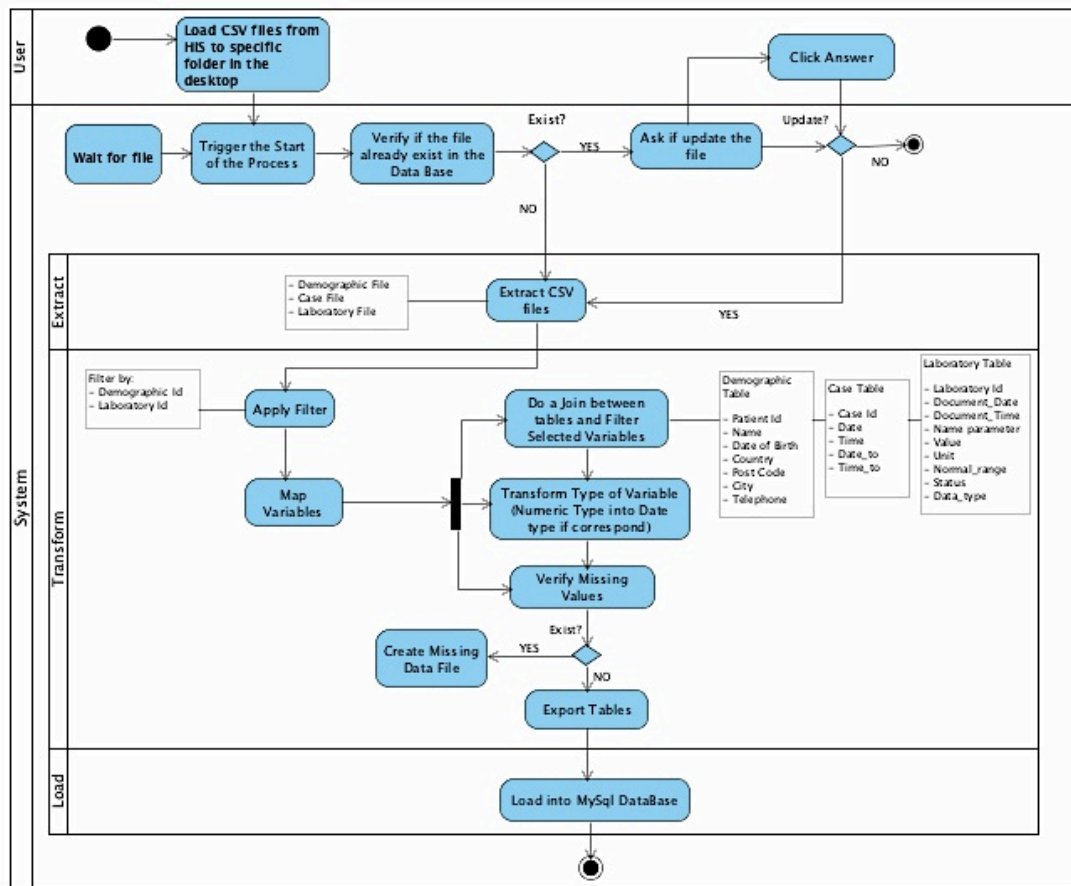 User
Load CSV files from
HIS to specific
folder in the
desktop
Click Answer
System
Wait for file
Trigger the Start
of the Process
Verify if the file
already exist in the
Data Base
Exist?
YES
NO
Ask if update the
file
Update?
NO
YES
Extract
- Demographic File
- Case File
- Laboratory File
Extract CSV
files
Transform
Filter by:
- Demographic Id
- Laboratory Id
Apply Filter
Map
Variables
Do a Join between
tables and Filter
Selected Variables
Transform Type of Variable
(Numeric Type into Date
type if correspond)
Verify Missing
Values
Exist?
YES
NO
Create Missing
Data File
Export Tables
Demographic
Table
- Patient Id
- Name
- Date of Birth
- Country
- Post Code
- City
- Telephone
Case Table
- Case Id
- Date
- Time
- Date_to
- Time_to
Laboratory Table
- Laboratory Id
- Document_Date
- Document_Time
- Name parameter
- Value
- Unit
- Normal_range
- Status
- Data_type
Load
Load into MySql DataBase